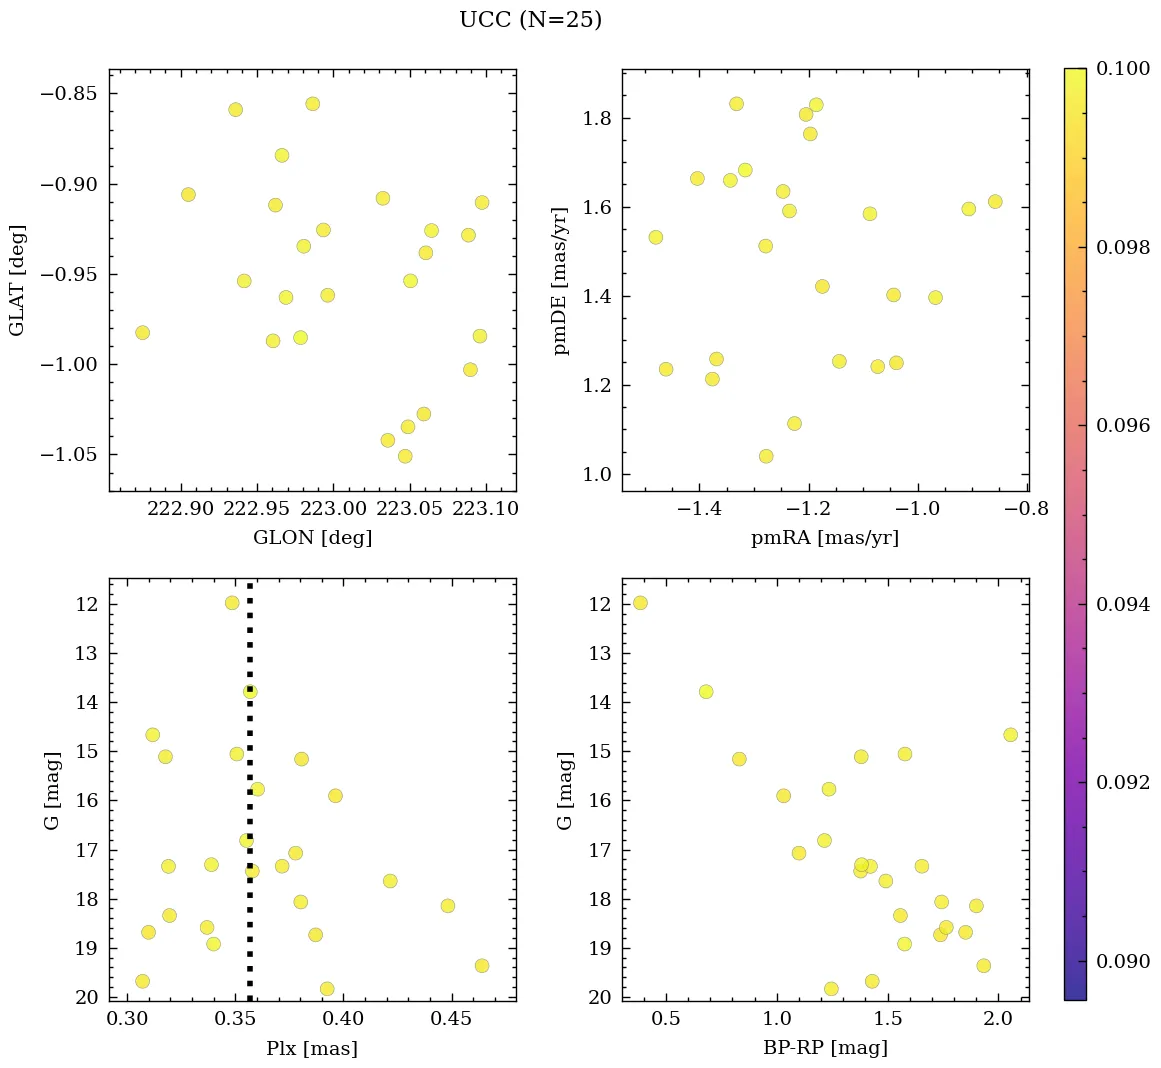 UCC (N=25)
−0.85
−0.90
−0.95
−1.00
−1.05
GLAT [deg]
222.90 222.95 223.00 223.05 223.10
GLON [deg]
1.8
1.6
1.4
1.2
1.0
pmDE [mas/yr]
−1.4 −1.2 −1.0 −0.8
pmRA [mas/yr]
12
13
14
15
16
17
18
19
20
G [mag]
0.30 0.35 0.40 0.45
Plx [mas]
12
13
14
15
16
17
18
19
20
G [mag]
0.5 1.0 1.5 2.0
BP-RP [mag]
0.100
0.098
0.096
0.094
0.092
0.090